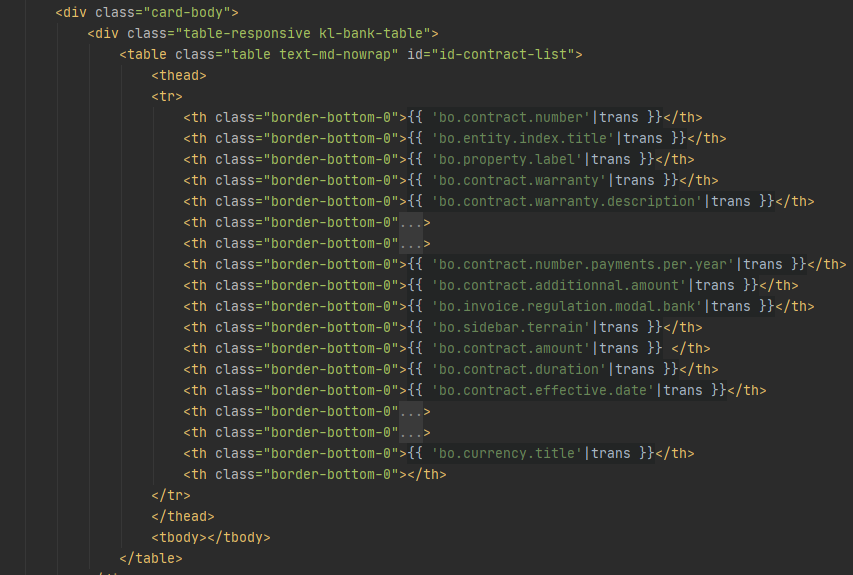 <div class="card-body">
<div class="table-responsive kl-bank-table">
<table class="table text-md-nowrap" id="id-contract-list">
<thead>
<tr>
<th class="border-bottom-0">{{ 'bo.contract.number'|trans }}</th>
<th class="border-bottom-0">{{ 'bo.entity.index.title'|trans }}</th>
<th class="border-bottom-0">{{ 'bo.property.label'|trans }}</th>
<th class="border-bottom-0">{{ 'bo.contract.warranty'|trans }}</th>
<th class="border-bottom-0">{{ 'bo.contract.warranty.description'|trans }}</th>
<th class="border-bottom-0"...>
<th class="border-bottom-0"...>
<th class="border-bottom-0">{{ 'bo.contract.number.payments.per.year'|trans }}</th>
<th class="border-bottom-0">{{ 'bo.contract.additionnal.amount'|trans }}</th>
<th class="border-bottom-0">{{ 'bo.invoice.regulation.modal.bank'|trans }}</th>
<th class="border-bottom-0">{{ 'bo.sidebar.terrain'|trans }}</th>
<th class="border-bottom-0">{{ 'bo.contract.amount'|trans }} </th>
<th class="border-bottom-0">{{ 'bo.contract.duration'|trans }}</th>
<th class="border-bottom-0">{{ 'bo.contract.effective.date'|trans }}</th>
<th class="border-bottom-0"...>
<th class="border-bottom-0"...>
<th class="border-bottom-0">{{ 'bo.currency.title'|trans }}</th>
<th class="border-bottom-0"></th>
</tr>
</thead>
<tbody></tbody>
</table>